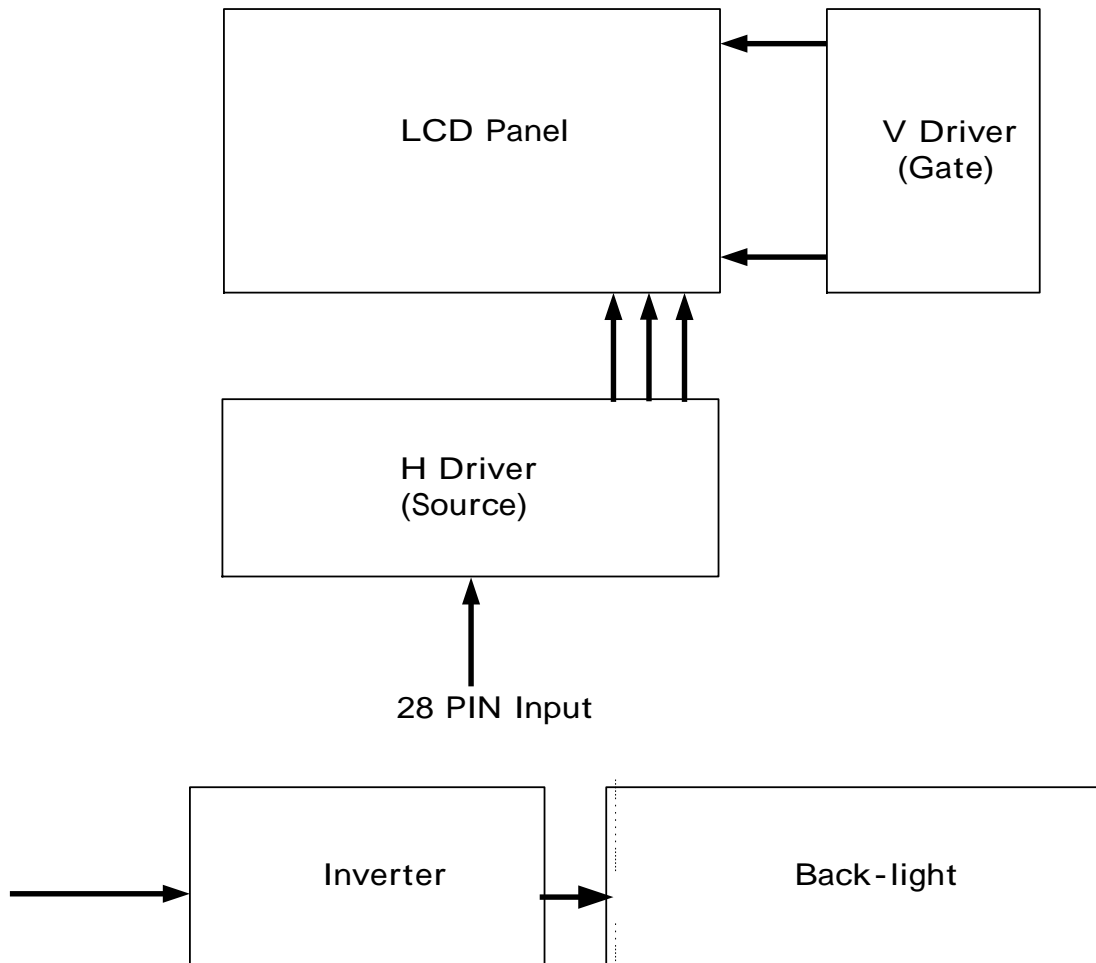 LCD Panel
V Driver
(Gate)
H Driver
(Source)
28 PIN Input
Inverter
Back-light